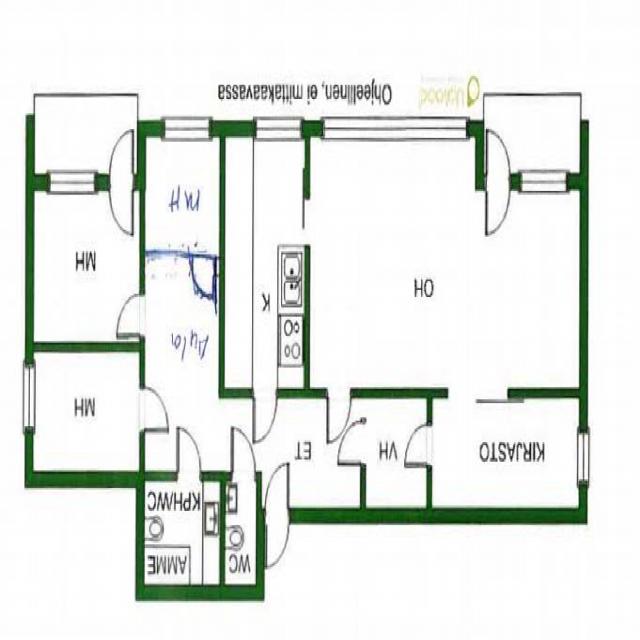 WC
AMME
KPH/WC
KIRJASTO
VH
ET
MH
Aula
K
OH
MH
MH
Ohjeellinen, ei mittakaavassa